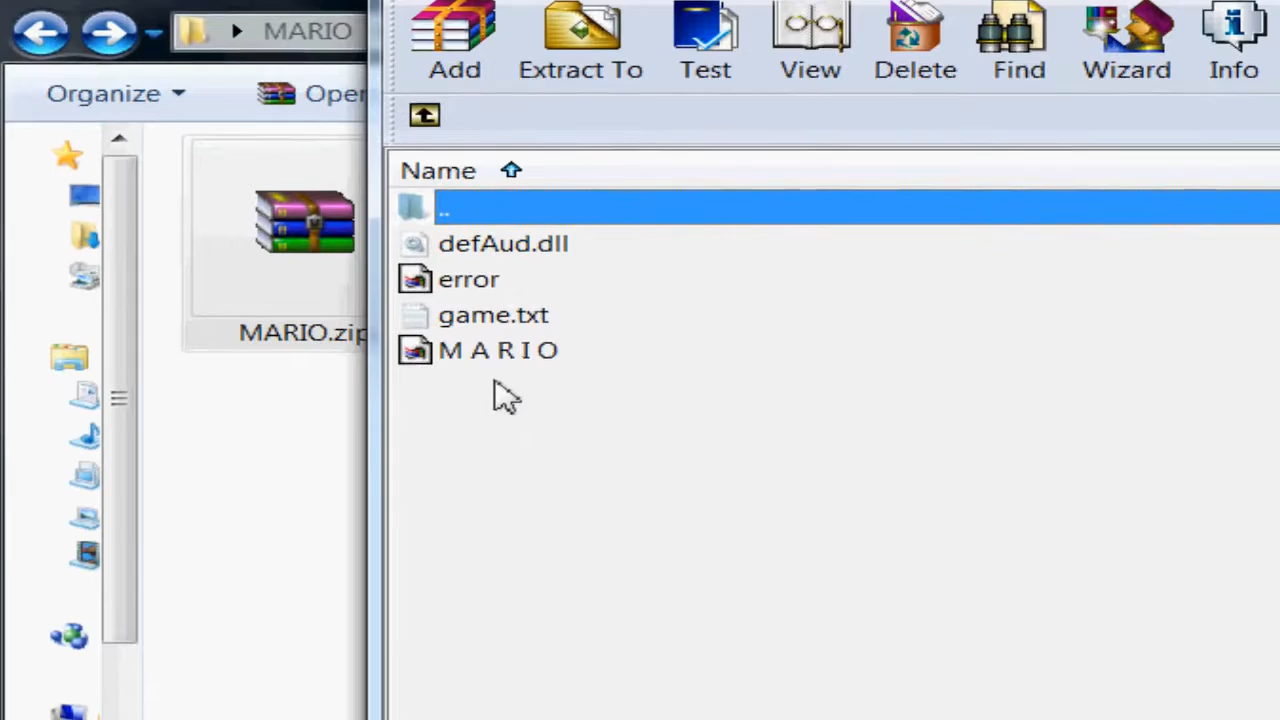 MARIO
Add Extract To Test View Delete Find Wizard Info
Organize
Name
..
defAud.dll
error
game.txt
MARIO.zip
M A R I O